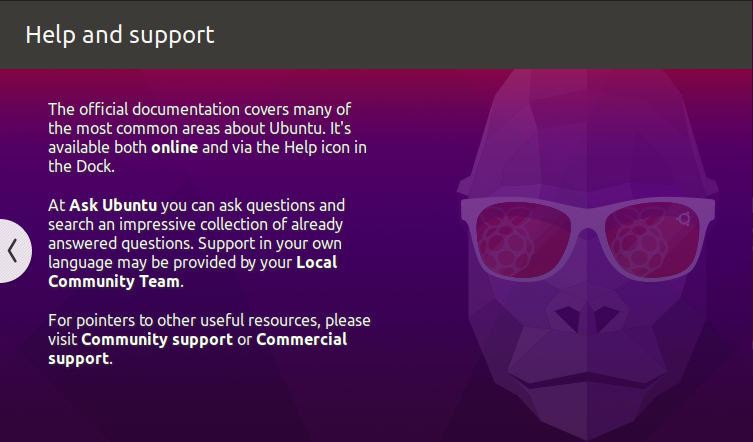 Help and support
The official documentation covers many of
the most common areas about Ubuntu. It's
available both online and via the Help icon in
the Dock.
At Ask Ubuntu you can ask questions and
search an impressive collection of already
answered questions. Support in your own
language may be provided by your Local
Community Team.
For pointers to other useful resources, please
visit Community support or Commercial
support.